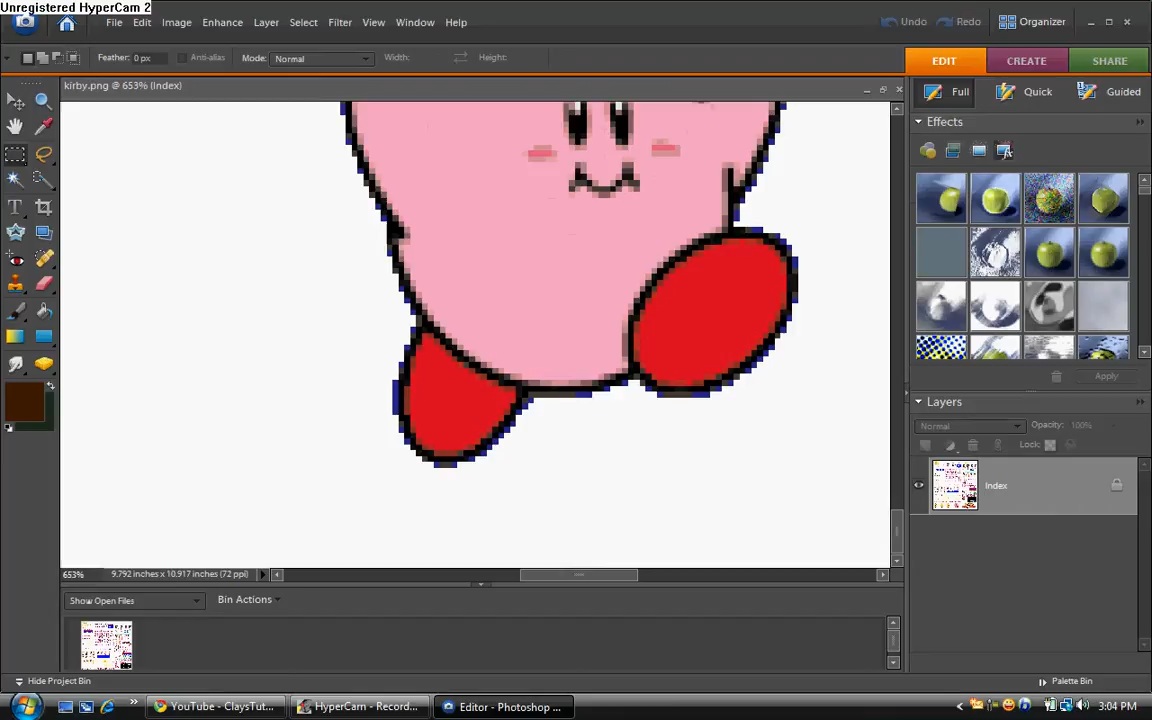 Unregistered HyperCam 2
File Edit Image Enhance Layer Select Filter View Window Help
Undo Redo Organizer
Feather: 0 px Anti-alias Mode: Normal Width: Height:
EDIT CREATE SHARE
kirby.png @ 653% (Index)
Full Quick Guided
Effects
Apply
Layers
Normal Opacity: 100%
Lock:
Index
653% 9.792 inches x 10.917 inches (72 ppi)
Show Open Files Bin Actions
Hide Project Bin Palette Bin
YouTube - ClaysTut... HyperCam - Record... Editor - Photoshop ... 3:04 PM